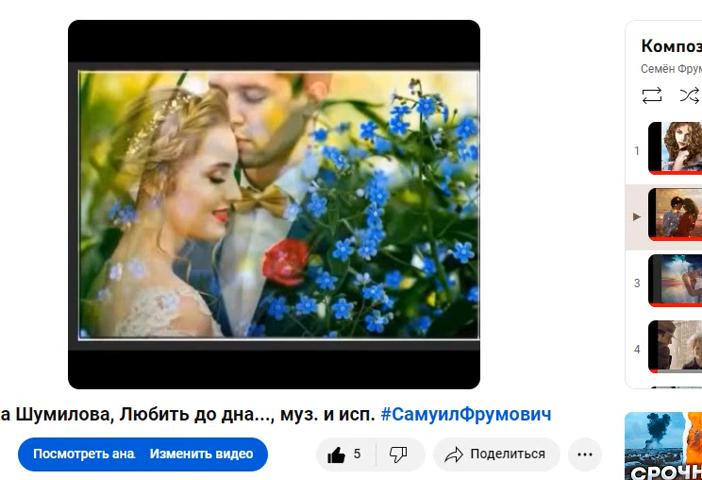 Композ
Семён Фрум
1
3
4
а Шумилова, Любить до дна..., муз. и исп. #СамуилФрумович
Посмотреть ана Изменить видео 5 Поделиться ...
СРОЧН